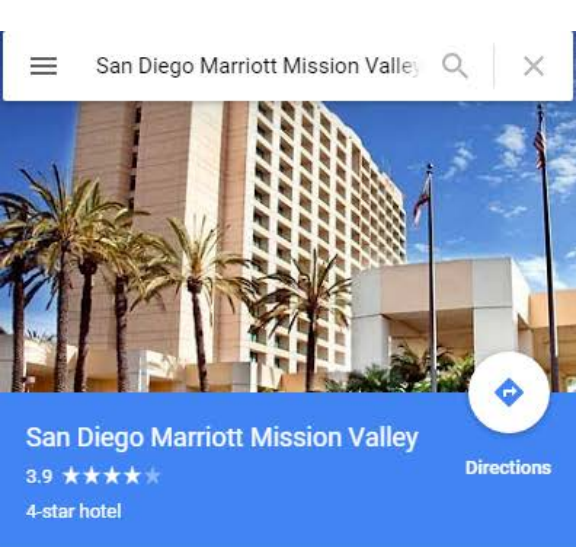 San Diego Marriott Mission Valley
San Diego Marriott Mission Valley
3.9
Directions
4-star hotel